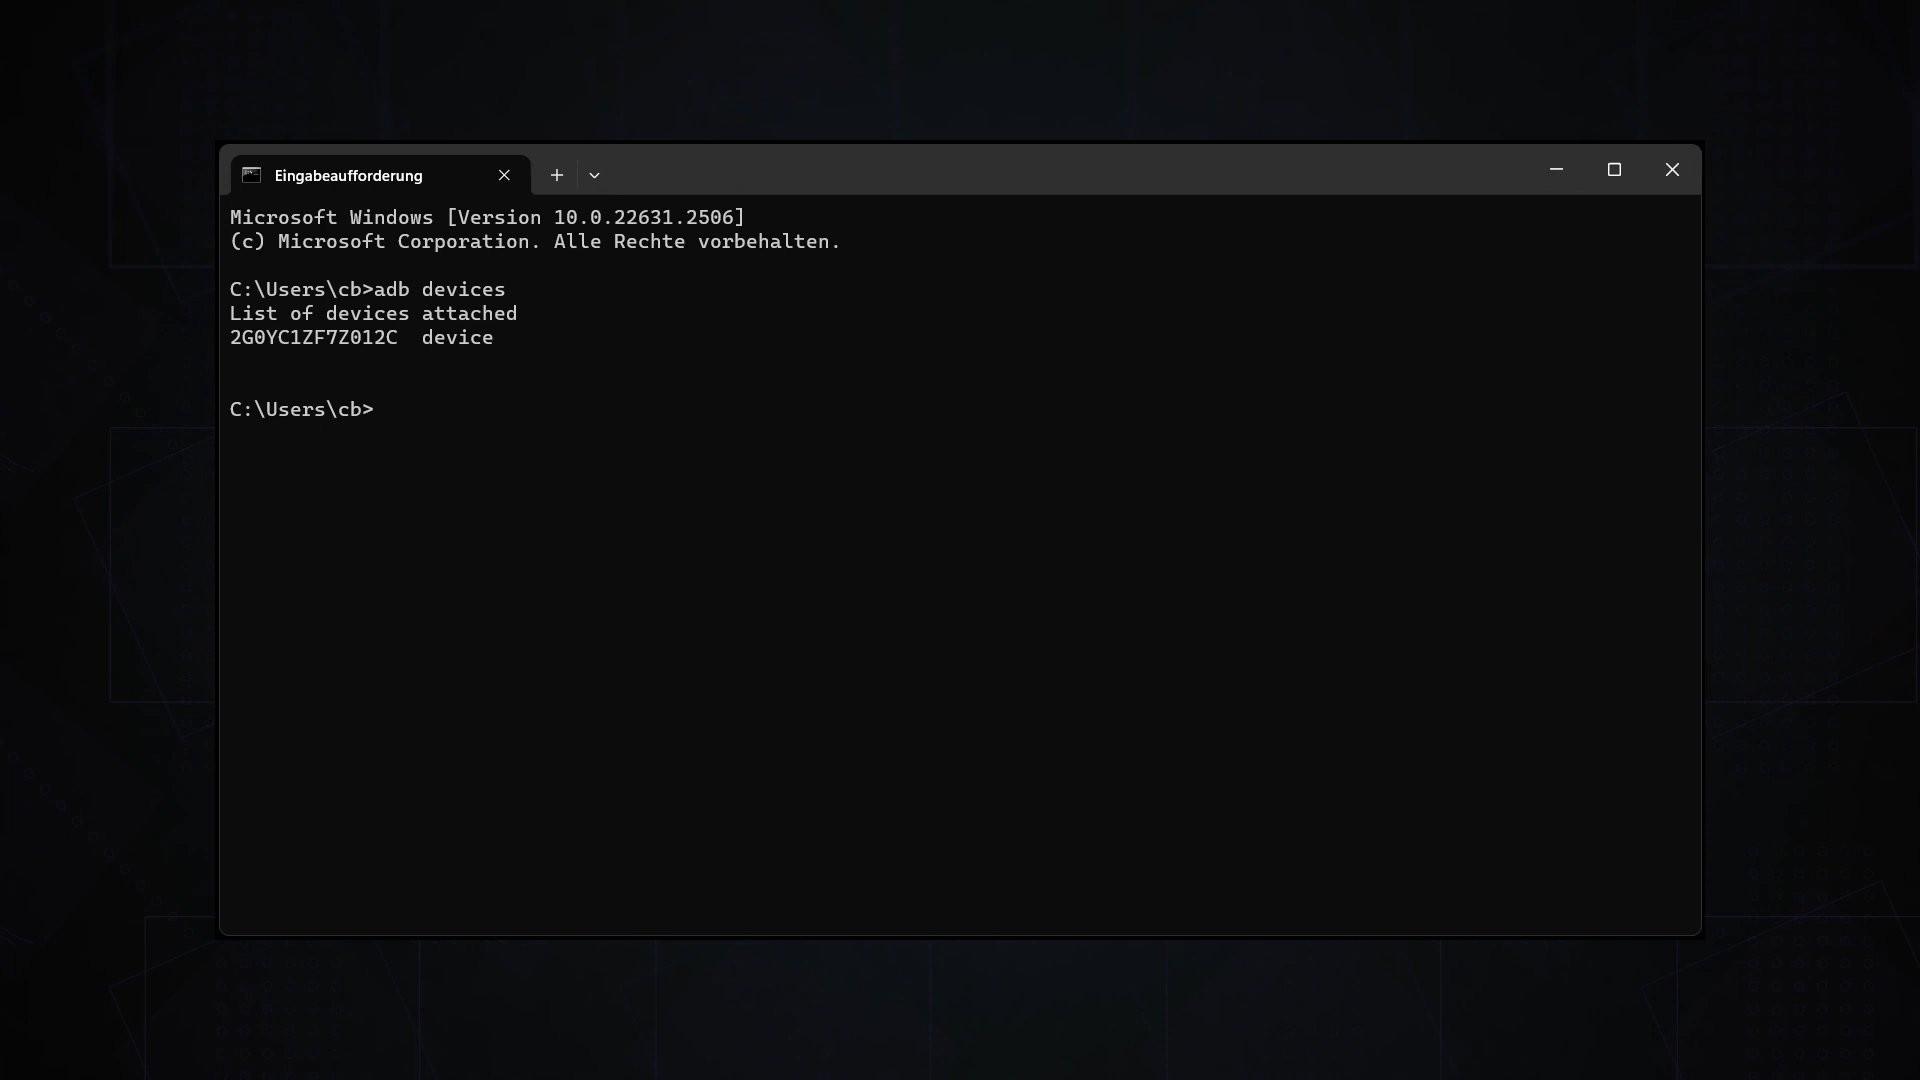 Eingabeaufforderung
Microsoft Windows [Version 10.0.22631.2506]
(c) Microsoft Corporation. Alle Rechte vorbehalten.
C:\Users\cb>adb devices
List of devices attached
2G0YC1ZF7Z012C  device
C:\Users\cb>